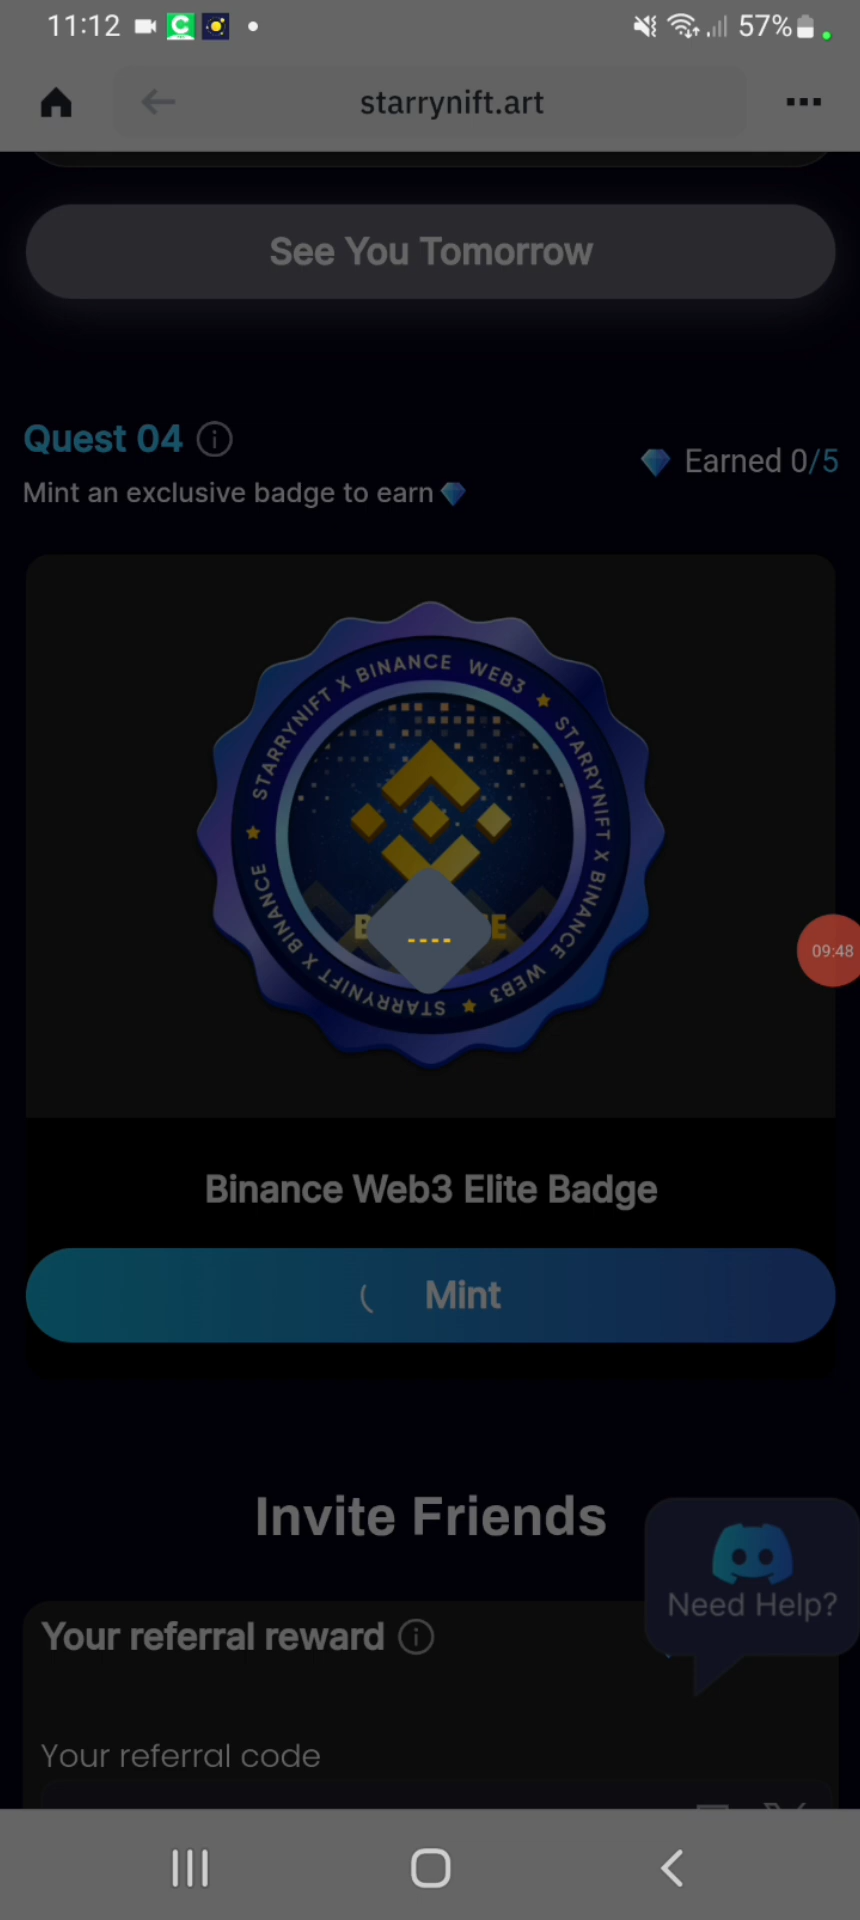 11:12
57%
starrynift.art
See You Tomorrow
Quest 04
Earned 0/5
Mint an exclusive badge to earn
STARRYNIFT X BINANCE WEB3 ★ STARRYNIFT X BINANCE WEB3 ★ STARRYNIFT X BINANCE ★
09:48
Binance Web3 Elite Badge
Mint
Invite Friends
Need Help?
Your referral reward
Your referral code